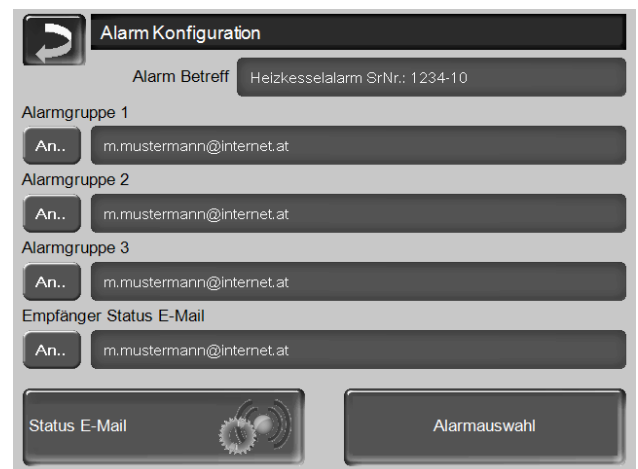 Alarm Konfiguration
Alarm Betreff Heizkesselalarm SrNr.: 1234-10
Alarmgruppe 1
An.. m.mustermann@internet.at
Alarmgruppe 2
An.. m.mustermann@internet.at
Alarmgruppe 3
An.. m.mustermann@internet.at
Empfänger Status E-Mail
An.. m.mustermann@internet.at
Status E-Mail Alarmauswahl